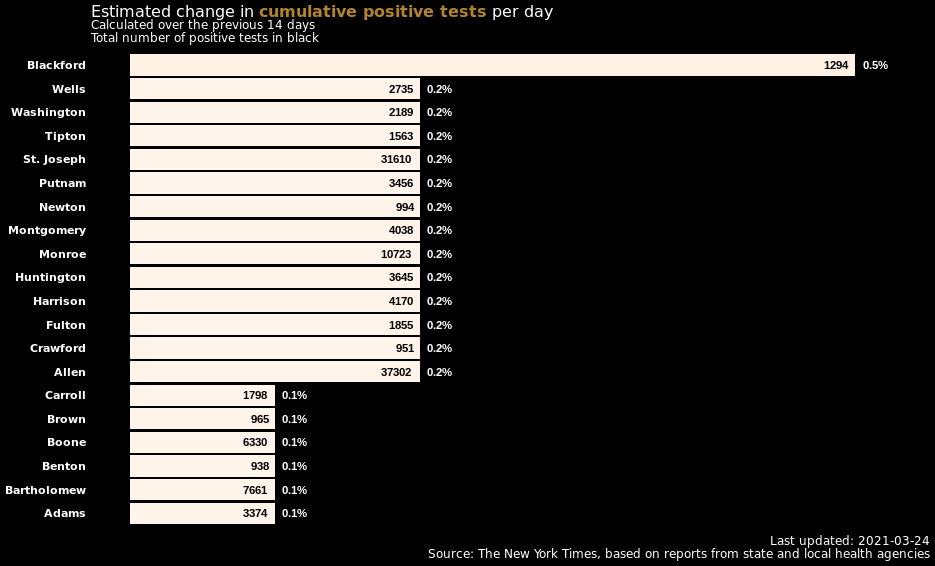 Estimated change in cumulative positive tests per day
Calculated over the previous 14 days
Total number of positive tests in black
Blackford 1294 0.5%
Wells 2735 0.2%
Washington 2189 0.2%
Tipton 1563 0.2%
St. Joseph 31610 0.2%
Putnam 3456 0.2%
Newton 994 0.2%
Montgomery 4038 0.2%
Monroe 10723 0.2%
Huntington 3645 0.2%
Harrison 4170 0.2%
Fulton 1855 0.2%
Crawford 951 0.2%
Allen 37302 0.2%
Carroll 1798 0.1%
Brown 965 0.1%
Boone 6330 0.1%
Benton 938 0.1%
Bartholomew 7661 0.1%
Adams 3374 0.1%
Last updated: 2021-03-24
Source: The New York Times, based on reports from state and local health agencies